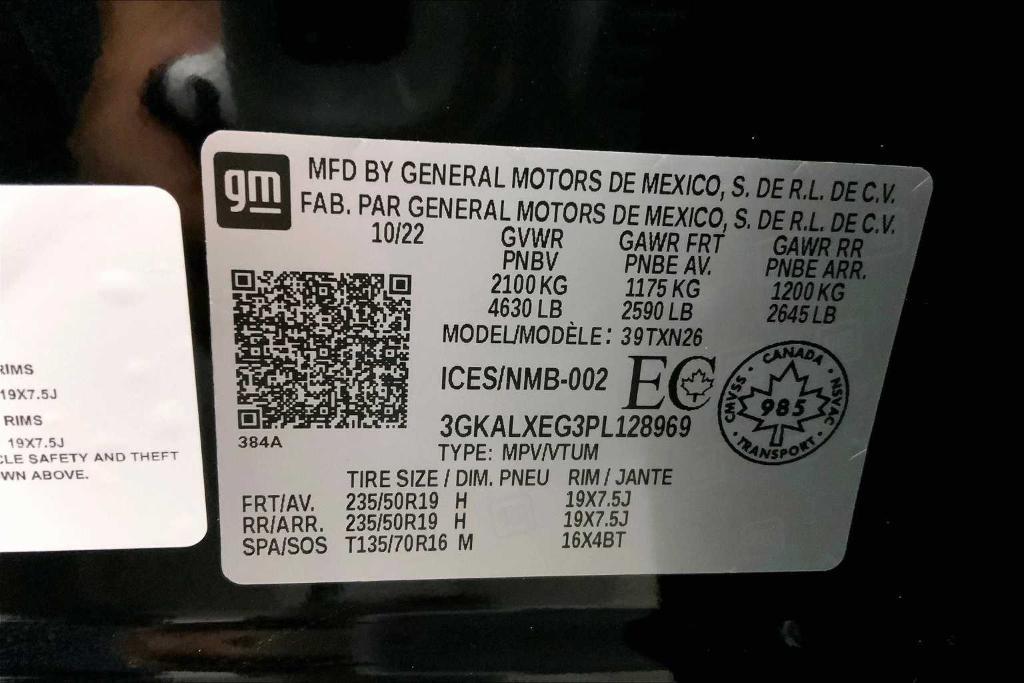 gm
MFD BY GENERAL MOTORS DE MEXICO, S. DE R.L. DE C.V.
FAB. PAR GENERAL MOTORS DE MEXICO, S. DE R.L. DE C.V.
10/22 GVWR GAWR FRT GAWR RR
PNBV PNBE AV. PNBE ARR.
2100 KG 1175 KG 1200 KG
4630 LB 2590 LB 2645 LB
MODEL/MODÈLE: 39TXN26
ICES/NMB-002 EC
CANADA
CMVSS 985 NSVAC
TRANSPORT
3GKALXEG3PL128969
384A
TYPE: MPV/VTUM
TIRE SIZE / DIM. PNEU RIM / JANTE
FRT/AV. 235/50R19 H 19X7.5J
RR/ARR. 235/50R19 H 19X7.5J
SPA/SOS T135/70R16 M 16X4BT
RIMS
19X7.5J
RIMS
19X7.5J
CLE SAFETY AND THEFT
WN ABOVE.